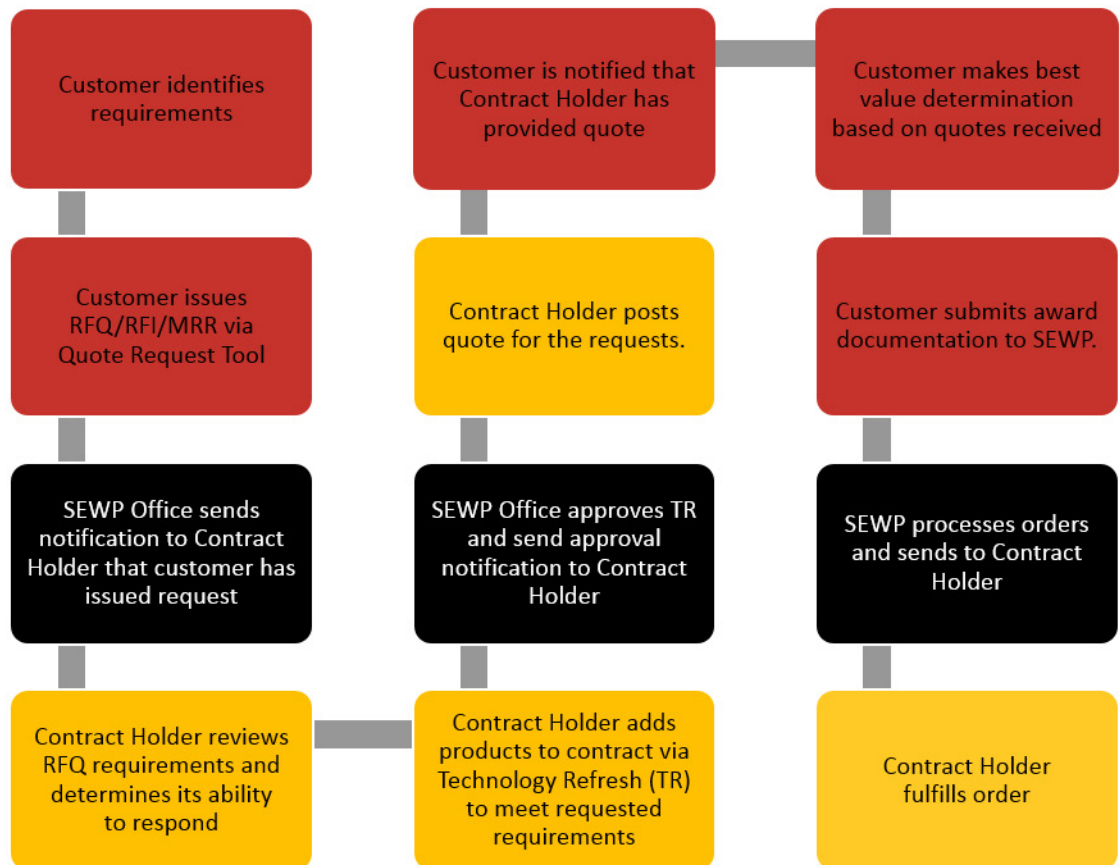 Customer identifies
requirements
Customer issues
RFQ/RFI/MRR via
Quote Request Tool
SEWP Office sends
notification to Contract
Holder that customer has
issued request
Contract Holder reviews
RFQ requirements and
determines its ability
to respond
Contract Holder adds
products to contract via
Technology Refresh (TR)
to meet requested
requirements
SEWP Office approves TR
and send approval
notification to Contract
Holder
Contract Holder posts
quote for the requests.
Customer is notified that
Contract Holder has
provided quote
Customer makes best
value determination
based on quotes received
Customer submits award
documentation to SEWP.
SEWP processes orders
and sends to Contract
Holder
Contract Holder
fulfills order